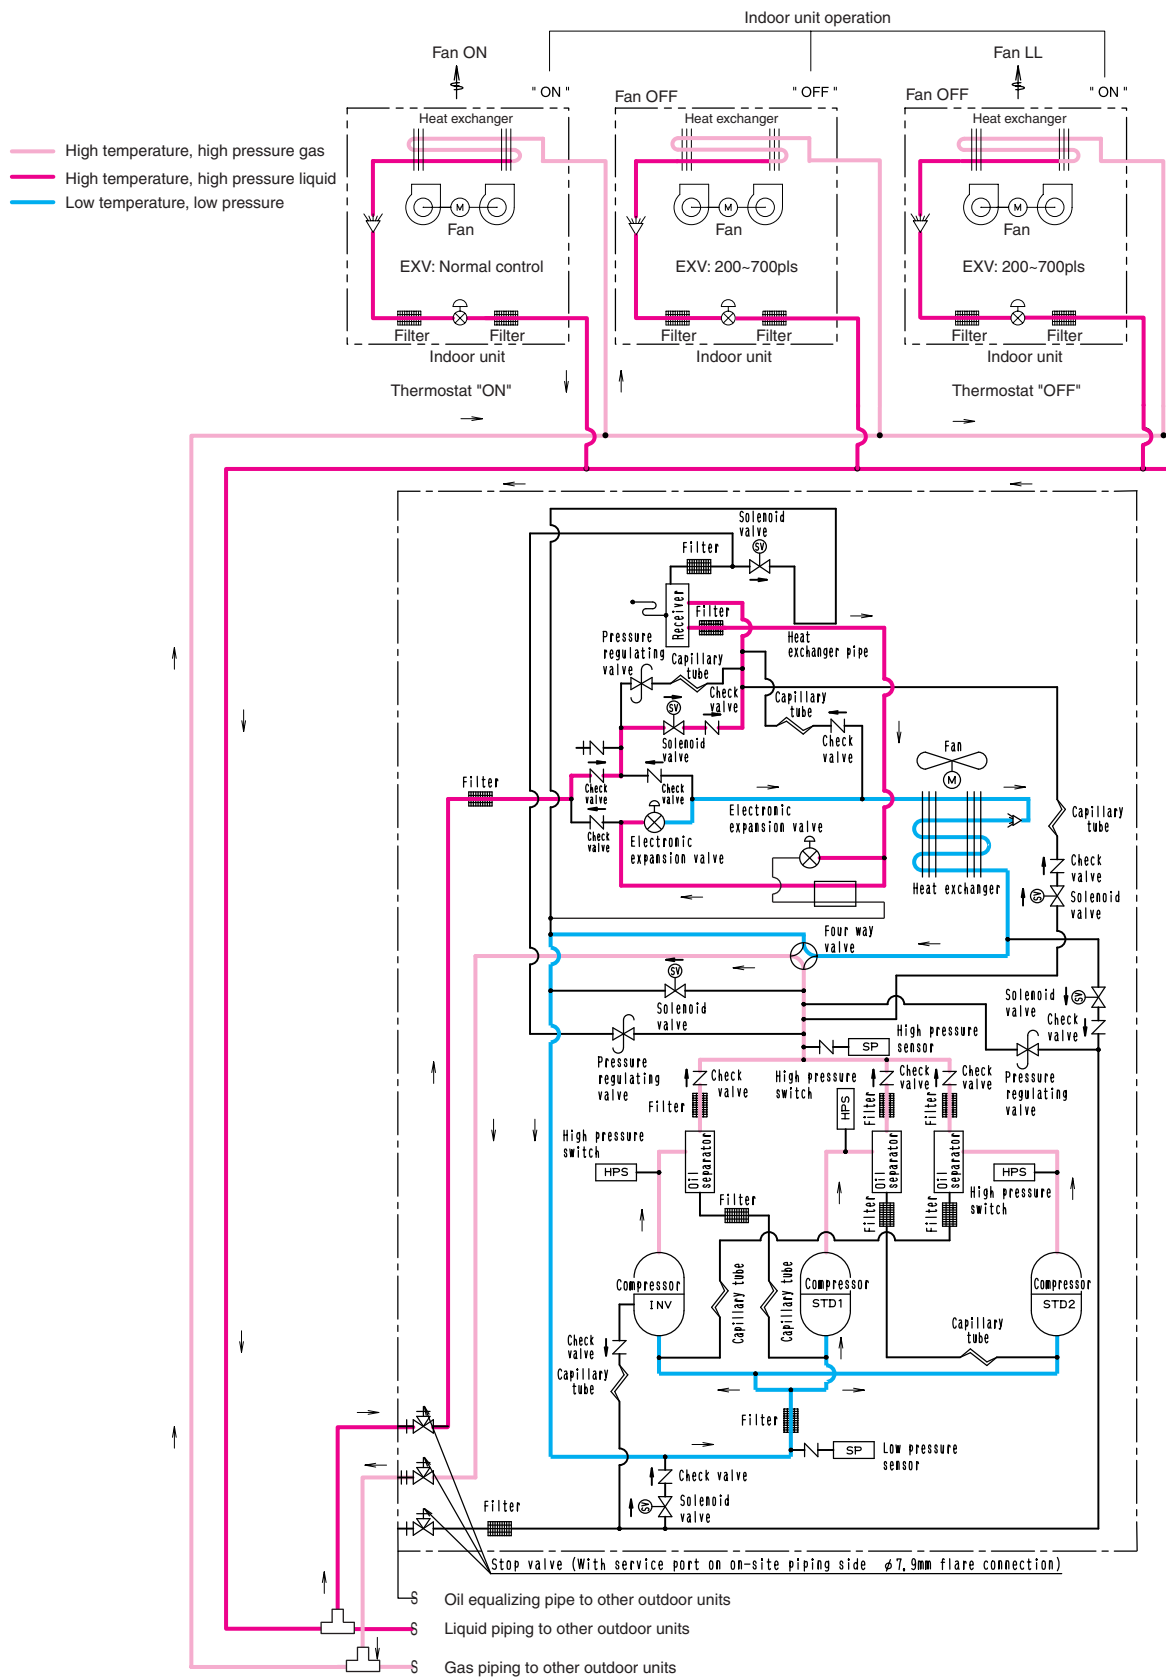 Indoor unit operation
Fan ON
Fan LL
" ON "
Fan OFF
" OFF "
Fan OFF
" ON "
Heat exchanger
Heat exchanger
Heat exchanger
High temperature, high pressure gas
High temperature, high pressure liquid
Low temperature, low pressure
M
M
M
Fan
Fan
Fan
EXV: Normal control
EXV: 200~700pls
EXV: 200~700pls
Filter
Filter
Filter
Filter
Filter
Filter
Indoor unit
Indoor unit
Indoor unit
Thermostat "ON"
Thermostat "OFF"
Solenoid
valve
SV
Filter
Receiver
Filter
Heat
exchanger pipe
Pressure
regulating
valve
Capillary
tube
Check
valve
Capillary
tube
SV
Solenoid
valve
Check
valve
Fan
M
Filter
Check
valve
Check
valve
Check
valve
Electronic
expansion valve
Electronic
expansion valve
Capillary
tube
Check
valve
Heat exchanger
SV
Solenoid
valve
Four way
valve
SV
Solenoid
valve
Solenoid
valve
SV
Check
valve
High pressure
sensor
SP
Pressure
regulating
valve
Check
valve
High pressure
switch
Check
valve
Check
valve
Pressure
regulating
valve
Filter
HPS
Filter
Filter
High pressure
switch
HPS
Oil
separator
Oil
separator
Oil
separator
HPS
High pressure
switch
Filter
Filter
Filter
Compressor
INV
Capillary tube
Capillary tube
Compressor
STD1
Compressor
STD2
Check
valve
Capillary
tube
Capillary
tube
Filter
SP
Low pressure
sensor
Check valve
SV
Solenoid
valve
Filter
Stop valve (With service port on on-site piping side φ7.9mm flare connection)
Oil equalizing pipe to other outdoor units
Liquid piping to other outdoor units
Gas piping to other outdoor units